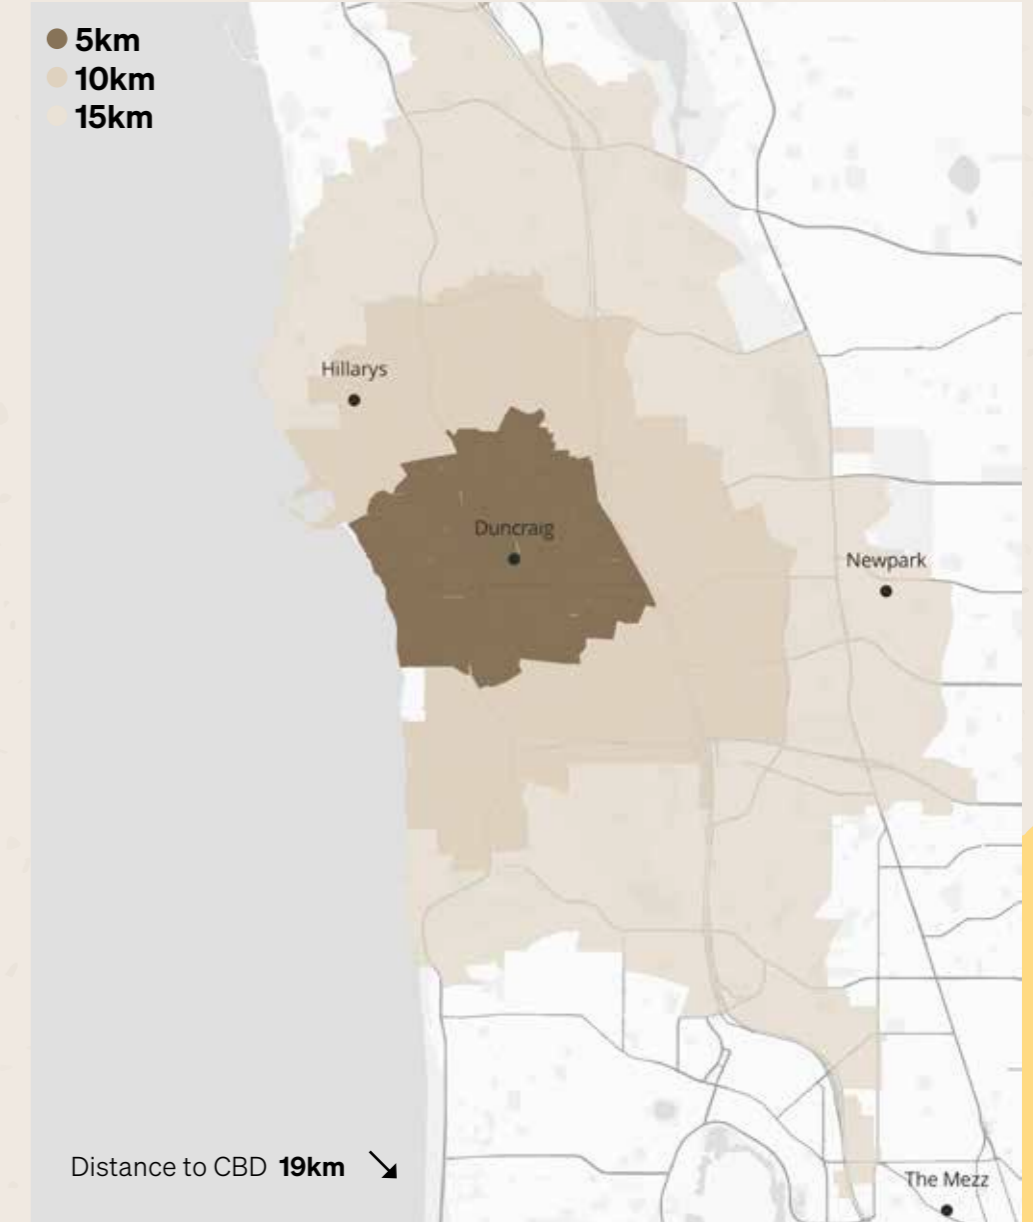 5km
10km
15km
Hillarys
Duncraig
Newpark
Distance to CBD 19km
The Mezz